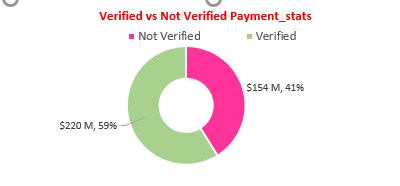 Verified vs Not Verified Payment_stats
Not Verified Verified
$154 M, 41%
$220 M, 59%